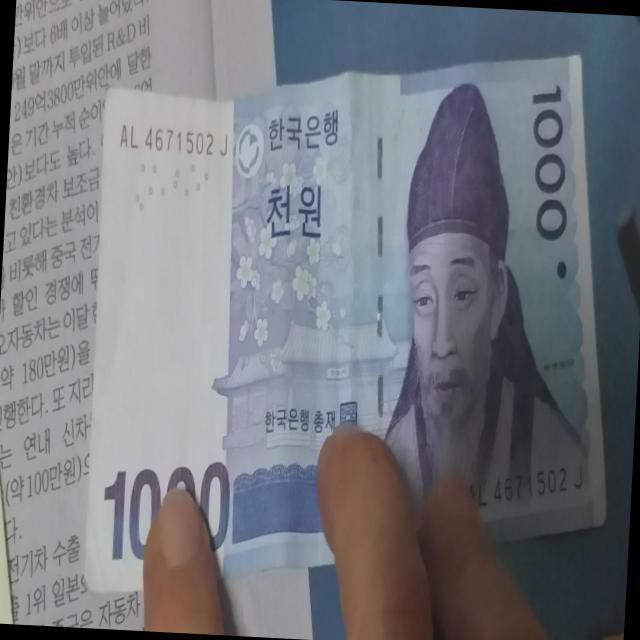 보다 6배 이상 늘어
월 말까지 투입된 R&D 비
249억3800만위안에 달한
은 기간 누적 순이
보다도 높다.
친환경차 보조금
고 있다는 분석이
비롯해 중국 전기
할인 경쟁에
오자동차는 이달
약 180만원)을
행한다. 또 지리
는 연내 신차
(약 100만원)으
다.
전기차 수출
1위 일본
자동차
AL 4671502 J
한국은행
천원
한국은행 총재
1000
1000
AL 4671502 J